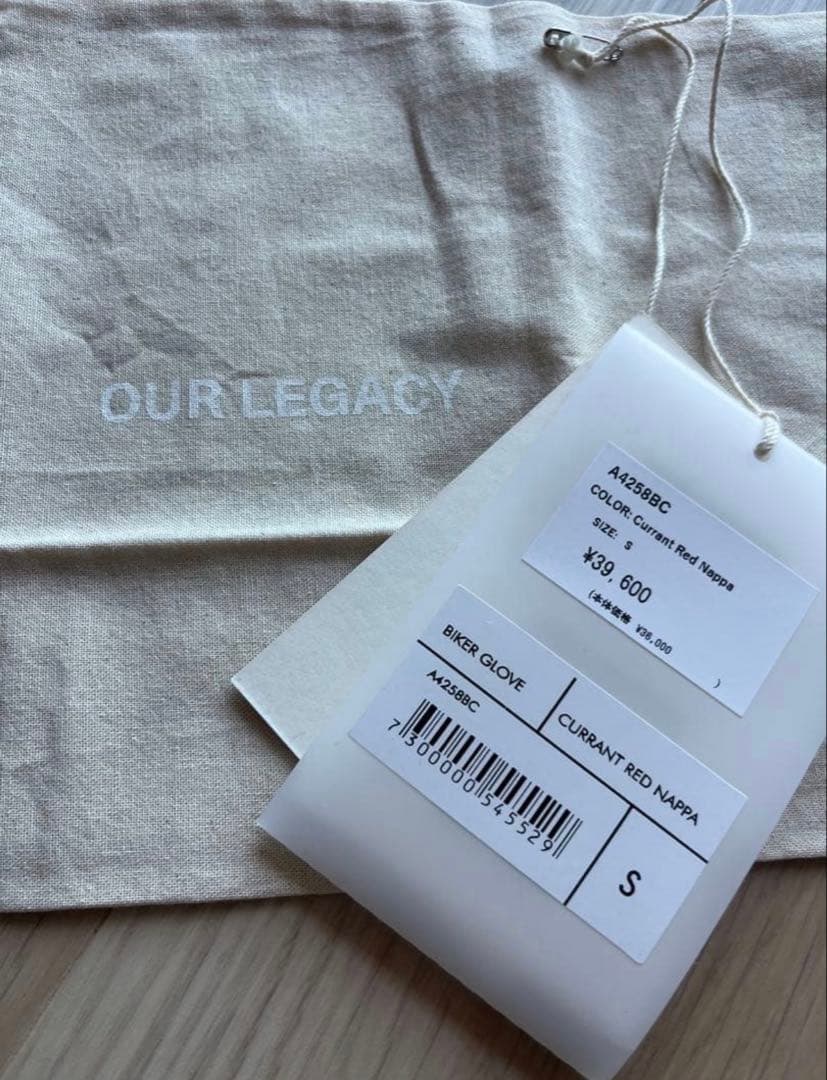 OUR LEGACY
A4258BC
COLOR: Currant Red Nappa
SIZE: S
¥39,600
(本体価格 ¥36,000 )
BIKER GLOVE
CURRANT RED NAPPA
A4258BC
7300000545529
S